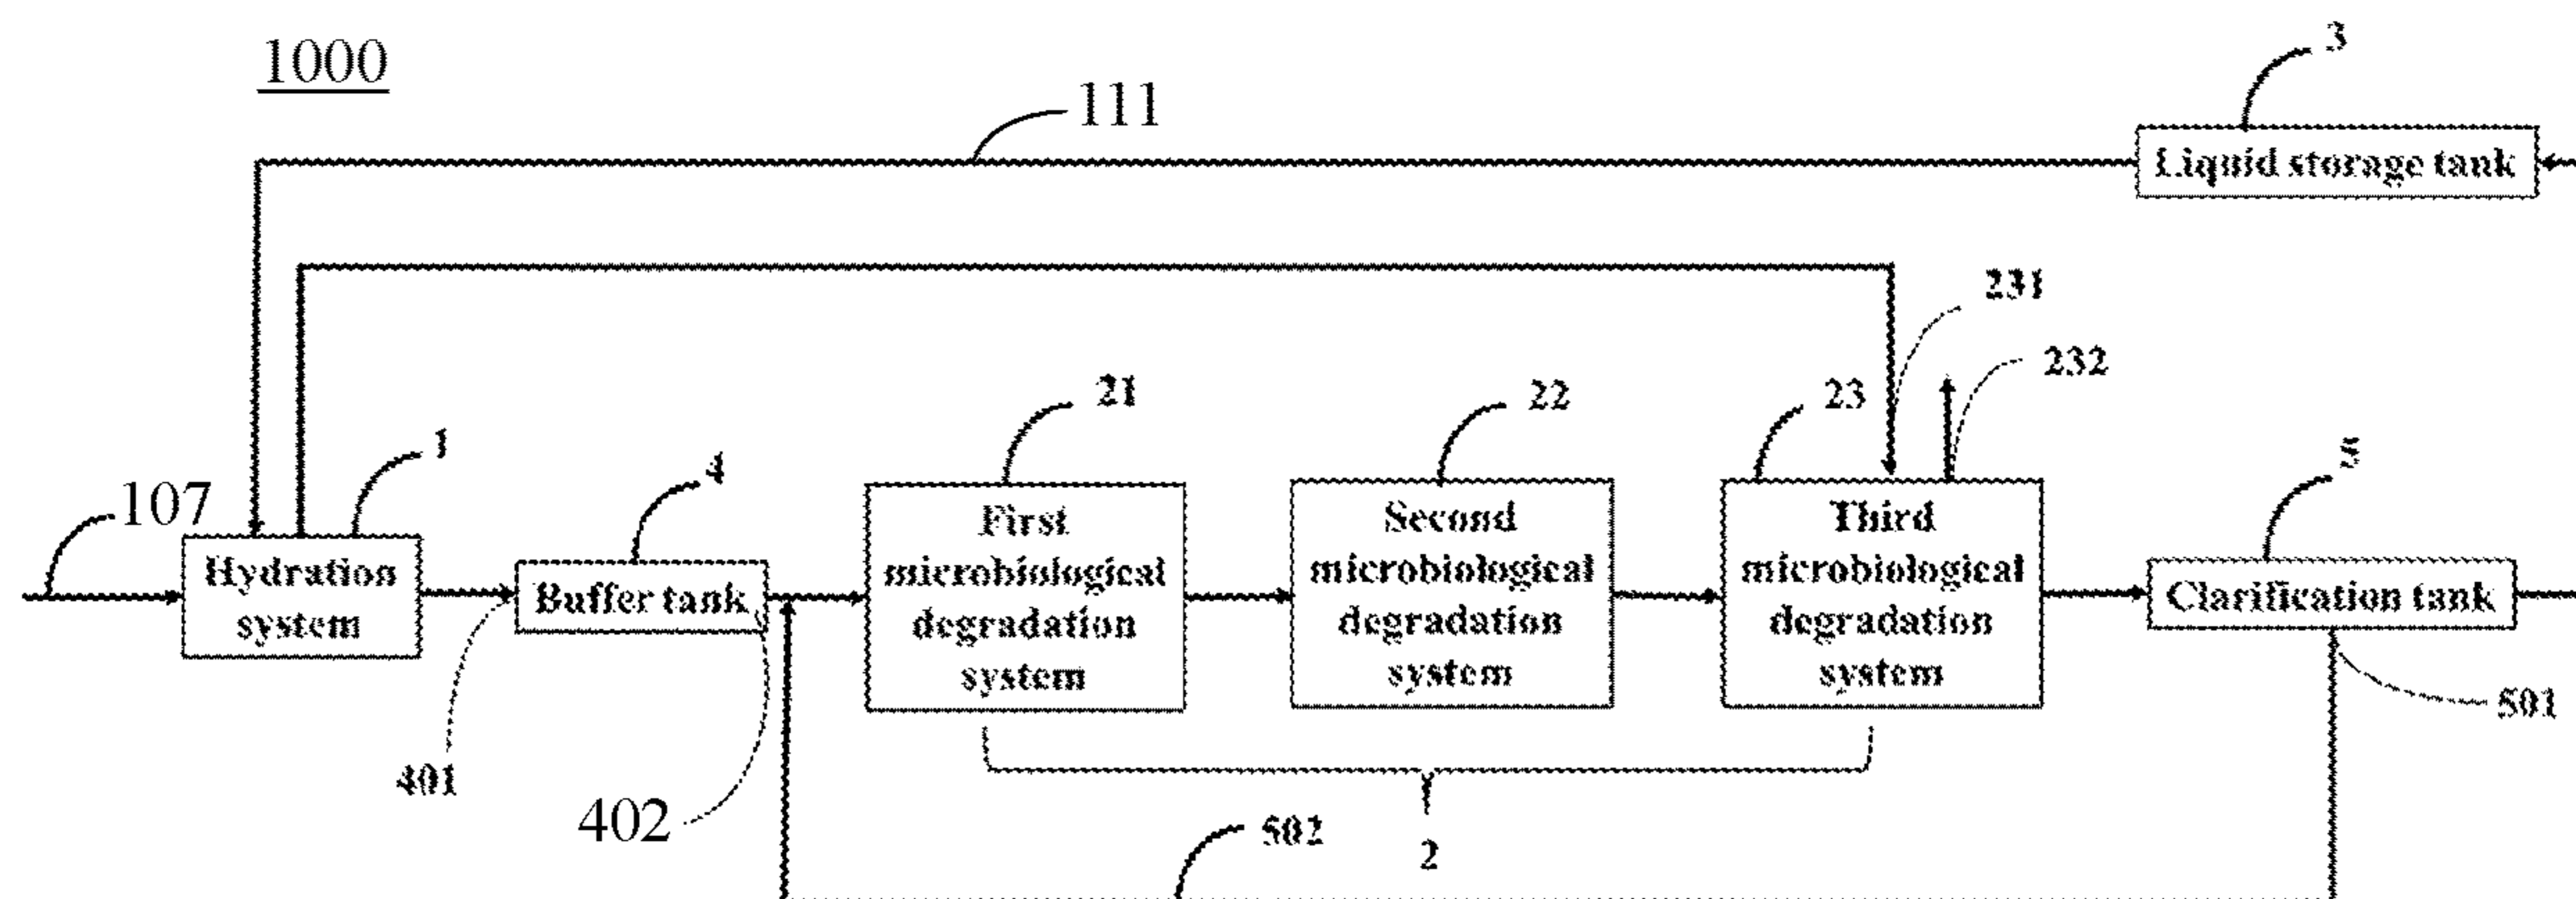 1000
3
111
Liquid storage tank
231
232
21
22
23
1
4
5
107
Hydration
system
Buffer tank
First
microbiological
degradation
system
Second
microbiological
degradation
system
Third
microbiological
degradation
system
Clarification tank
501
401
402
502
2